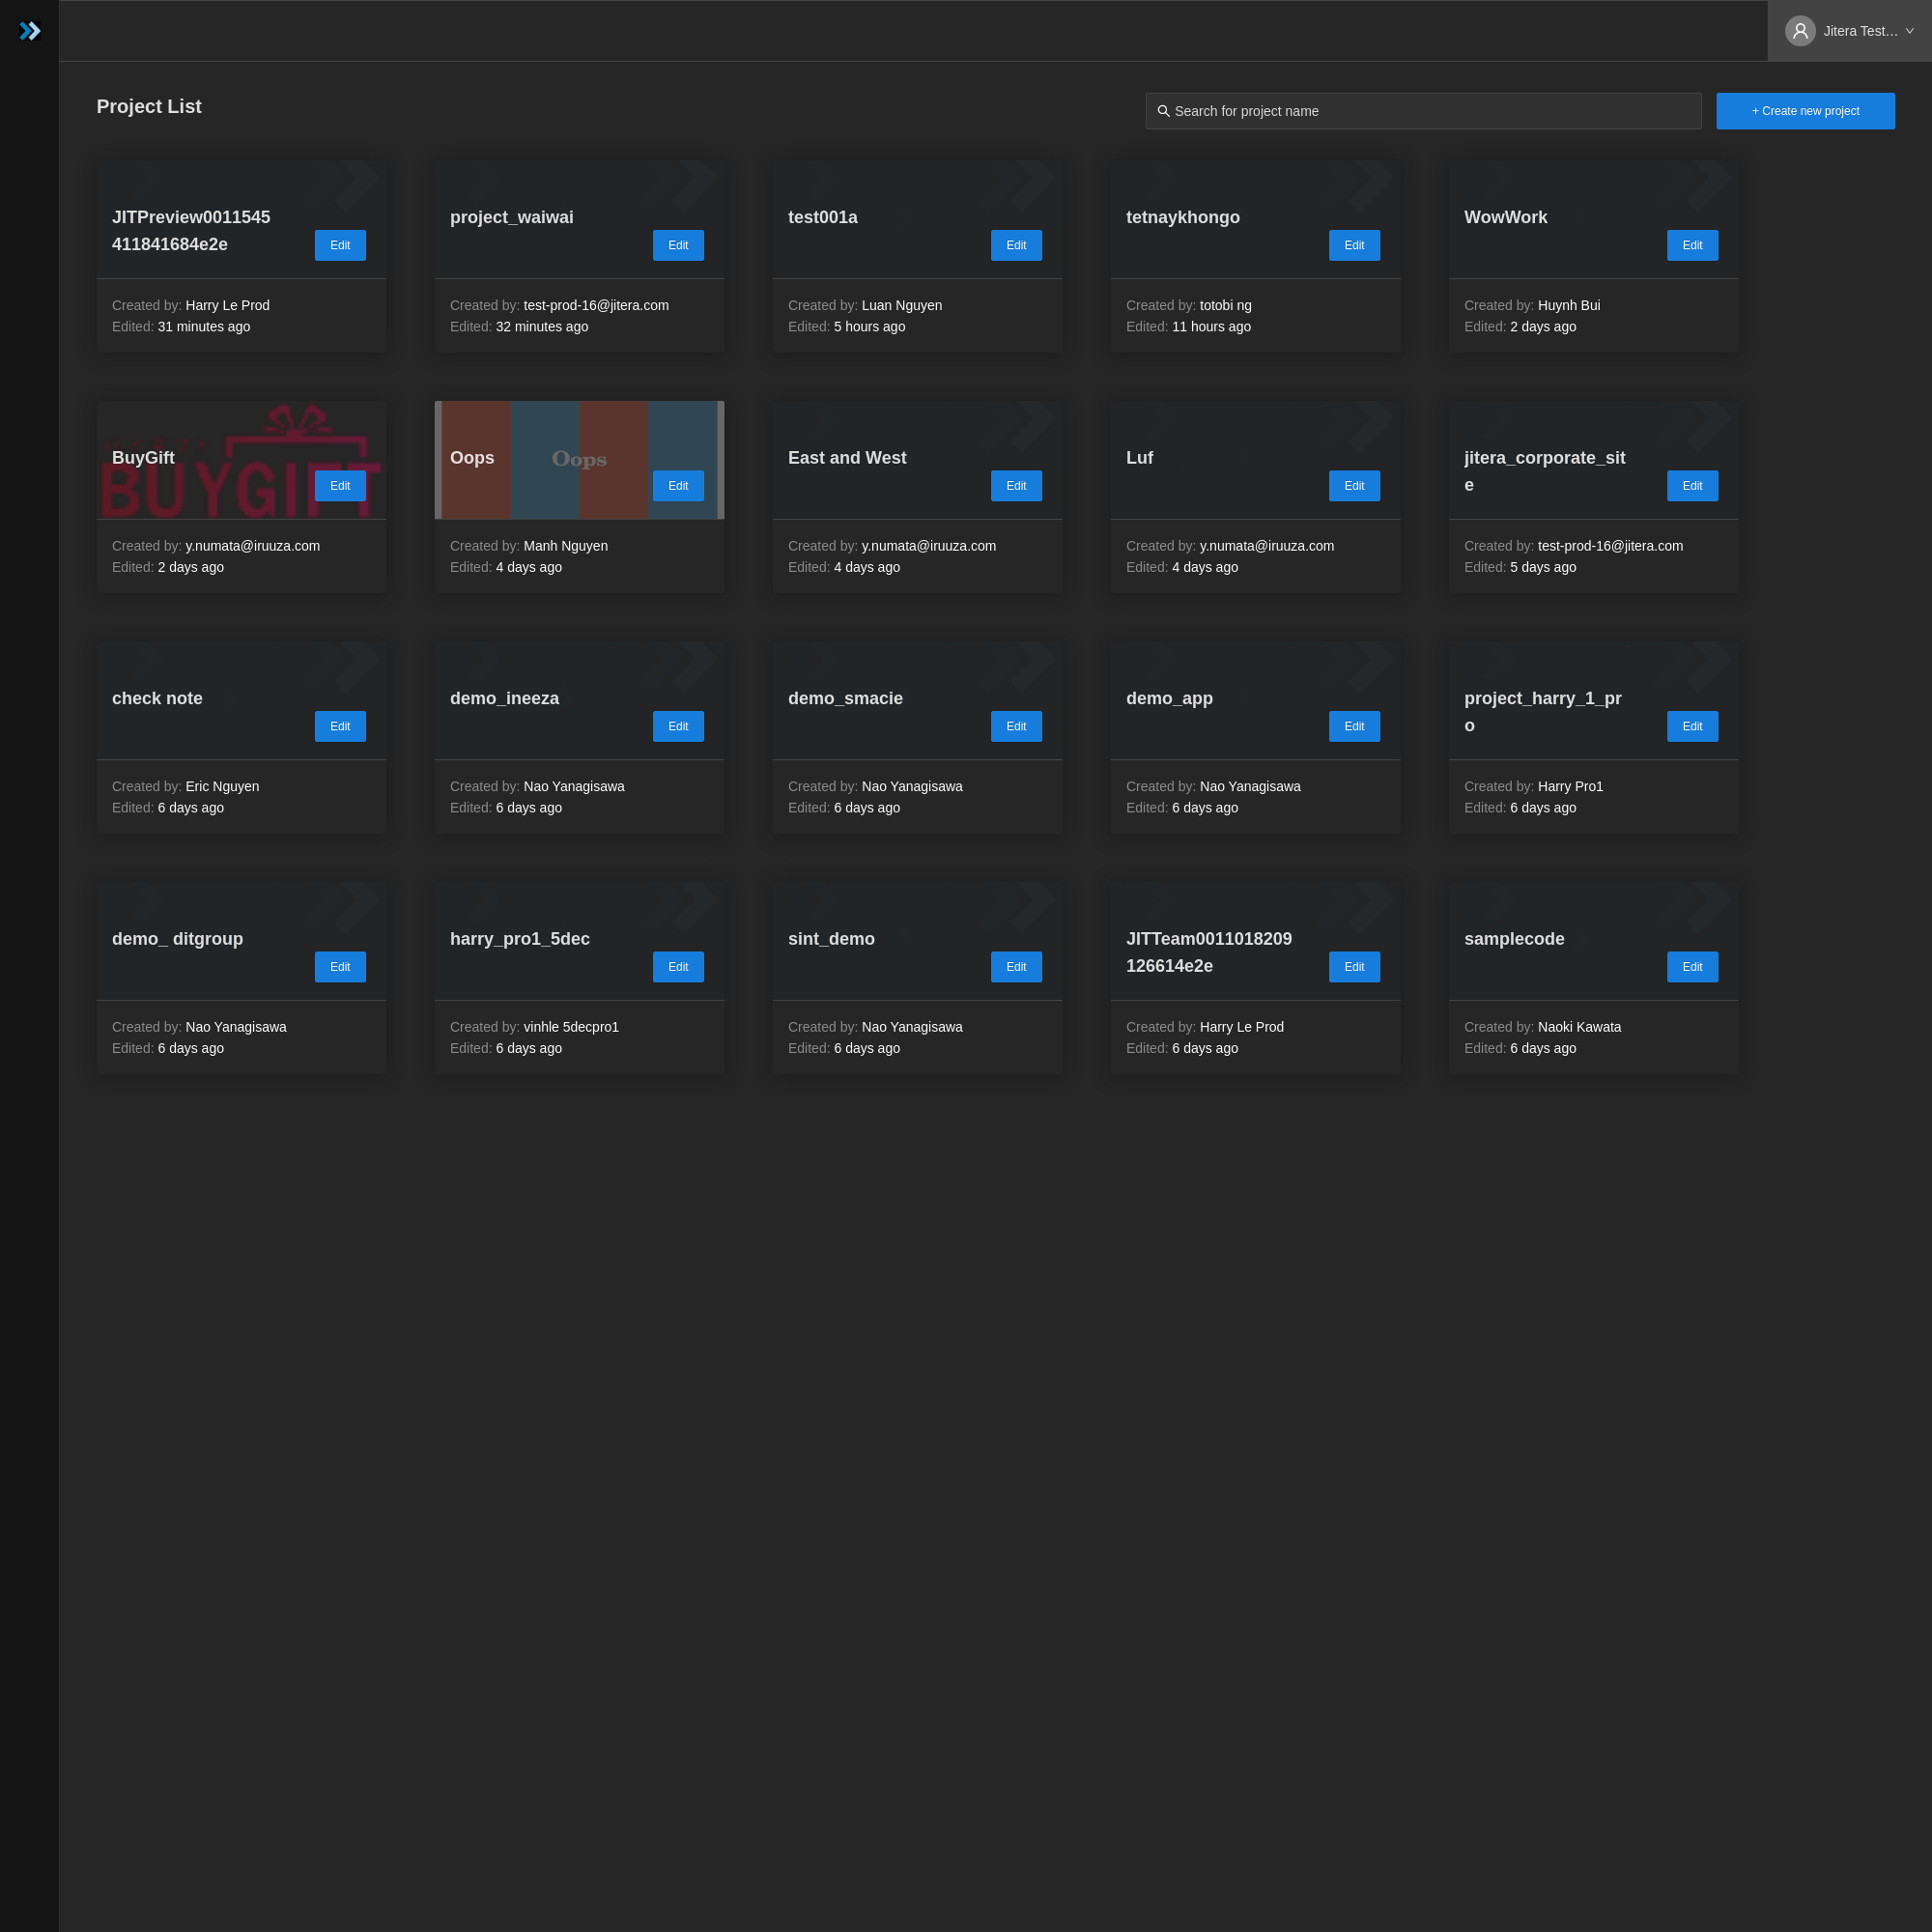 Jitera Test…
Project List
Search for project name
+ Create new project
JITPreview0011545
411841684e2e
Edit
Created by: Harry Le Prod
Edited: 31 minutes ago
project_waiwai
Edit
Created by: test-prod-16@jitera.com
Edited: 32 minutes ago
test001a
Edit
Created by: Luan Nguyen
Edited: 5 hours ago
tetnaykhongo
Edit
Created by: totobi ng
Edited: 11 hours ago
WowWork
Edit
Created by: Huynh Bui
Edited: 2 days ago
BuyGift
BUYGIFT
Edit
Created by: y.numata@iruuza.com
Edited: 2 days ago
Oops
Oops
Edit
Created by: Manh Nguyen
Edited: 4 days ago
East and West
Edit
Created by: y.numata@iruuza.com
Edited: 4 days ago
Luf
Edit
Created by: y.numata@iruuza.com
Edited: 4 days ago
jitera_corporate_sit
e
Edit
Created by: test-prod-16@jitera.com
Edited: 5 days ago
check note
Edit
Created by: Eric Nguyen
Edited: 6 days ago
demo_ineeza
Edit
Created by: Nao Yanagisawa
Edited: 6 days ago
demo_smacie
Edit
Created by: Nao Yanagisawa
Edited: 6 days ago
demo_app
Edit
Created by: Nao Yanagisawa
Edited: 6 days ago
project_harry_1_pr
o
Edit
Created by: Harry Pro1
Edited: 6 days ago
demo_ ditgroup
Edit
Created by: Nao Yanagisawa
Edited: 6 days ago
harry_pro1_5dec
Edit
Created by: vinhle 5decpro1
Edited: 6 days ago
sint_demo
Edit
Created by: Nao Yanagisawa
Edited: 6 days ago
JITTeam0011018209
126614e2e
Edit
Created by: Harry Le Prod
Edited: 6 days ago
samplecode
Edit
Created by: Naoki Kawata
Edited: 6 days ago